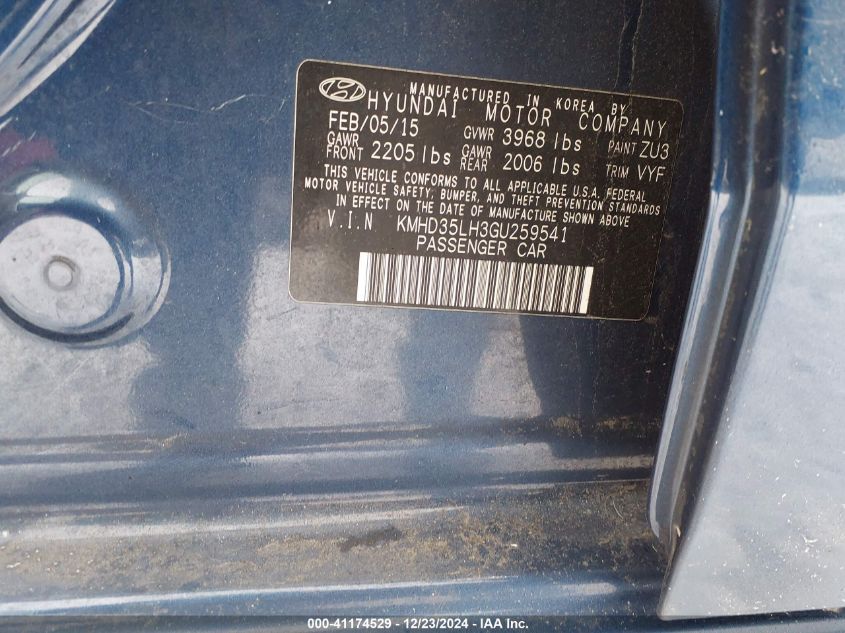 MANUFACTURED IN KOREA BY
HYUNDAI MOTOR COMPANY
FEB/05/15 GVWR 3968 lbs PAINT ZU3
GAWR FRONT 2205 lbs GAWR REAR 2006 lbs TRIM VYF
THIS VEHICLE CONFORMS TO ALL APPLICABLE U.S.A. FEDERAL
MOTOR VEHICLE SAFETY, BUMPER, AND THEFT PREVENTION STANDARDS
IN EFFECT ON THE DATE OF MANUFACTURE SHOWN ABOVE
V.I.N KMHD35LH3GU259541
PASSENGER CAR
000-41174529 - 12/23/2024 - IAA Inc.